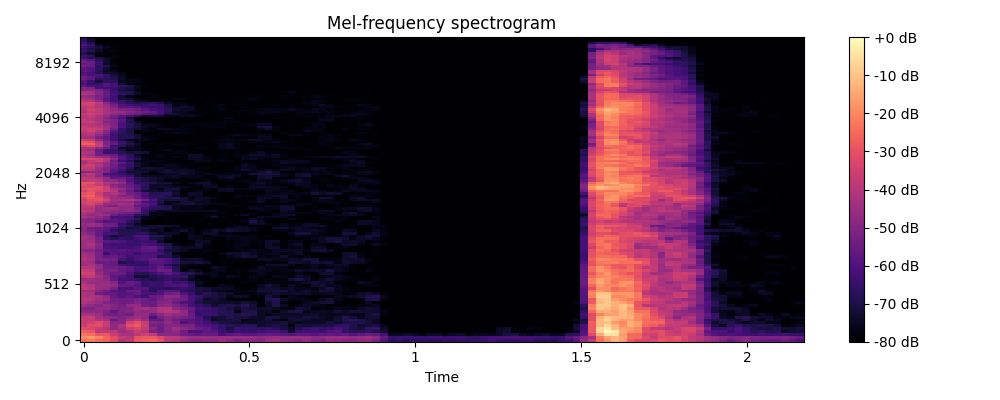 Mel-frequency spectrogram
Hz
8192
4096
2048
1024
512
0
0
0.5
1
1.5
2
Time
+0 dB
-10 dB
-20 dB
-30 dB
-40 dB
-50 dB
-60 dB
-70 dB
-80 dB